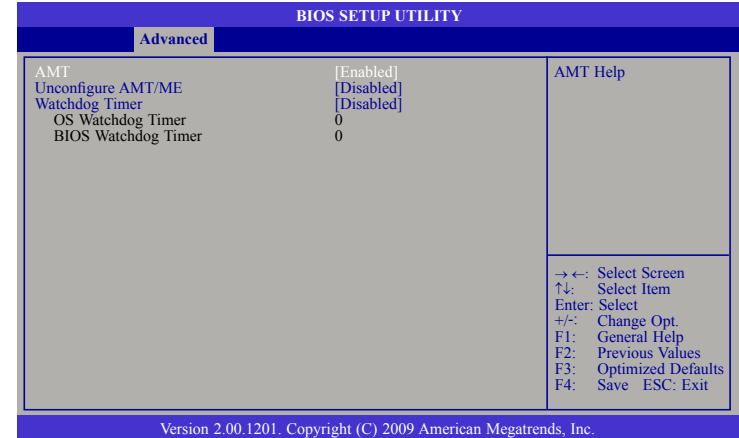 BIOS SETUP UTILITY
Advanced
AMT [Enabled]
Unconfigure AMT/ME [Disabled]
Watchdog Timer [Disabled]
OS Watchdog Timer 0
BIOS Watchdog Timer 0
AMT Help
→←: Select Screen
↑↓: Select Item
Enter: Select
+/-: Change Opt.
F1: General Help
F2: Previous Values
F3: Optimized Defaults
F4: Save ESC: Exit
Version 2.00.1201. Copyright (C) 2009 American Megatrends, Inc.